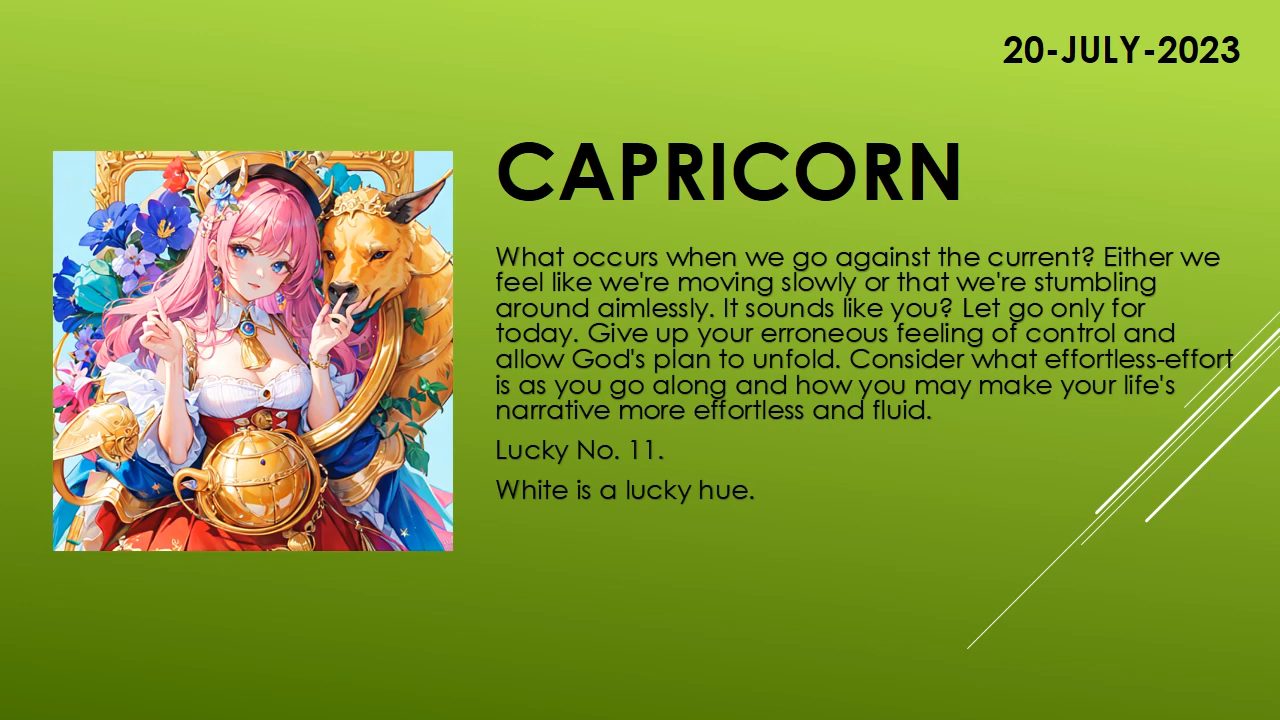 20-JULY-2023
CAPRICORN
What occurs when we go against the current? Either we
feel like we're moving slowly or that we're stumbling
around aimlessly. It sounds like you? Let go only for
today. Give up your erroneous feeling of control and
allow God's plan to unfold. Consider what effortless-effort
is as you go along and how you may make your life's
narrative more effortless and fluid.
Lucky No. 11.
White is a lucky hue.